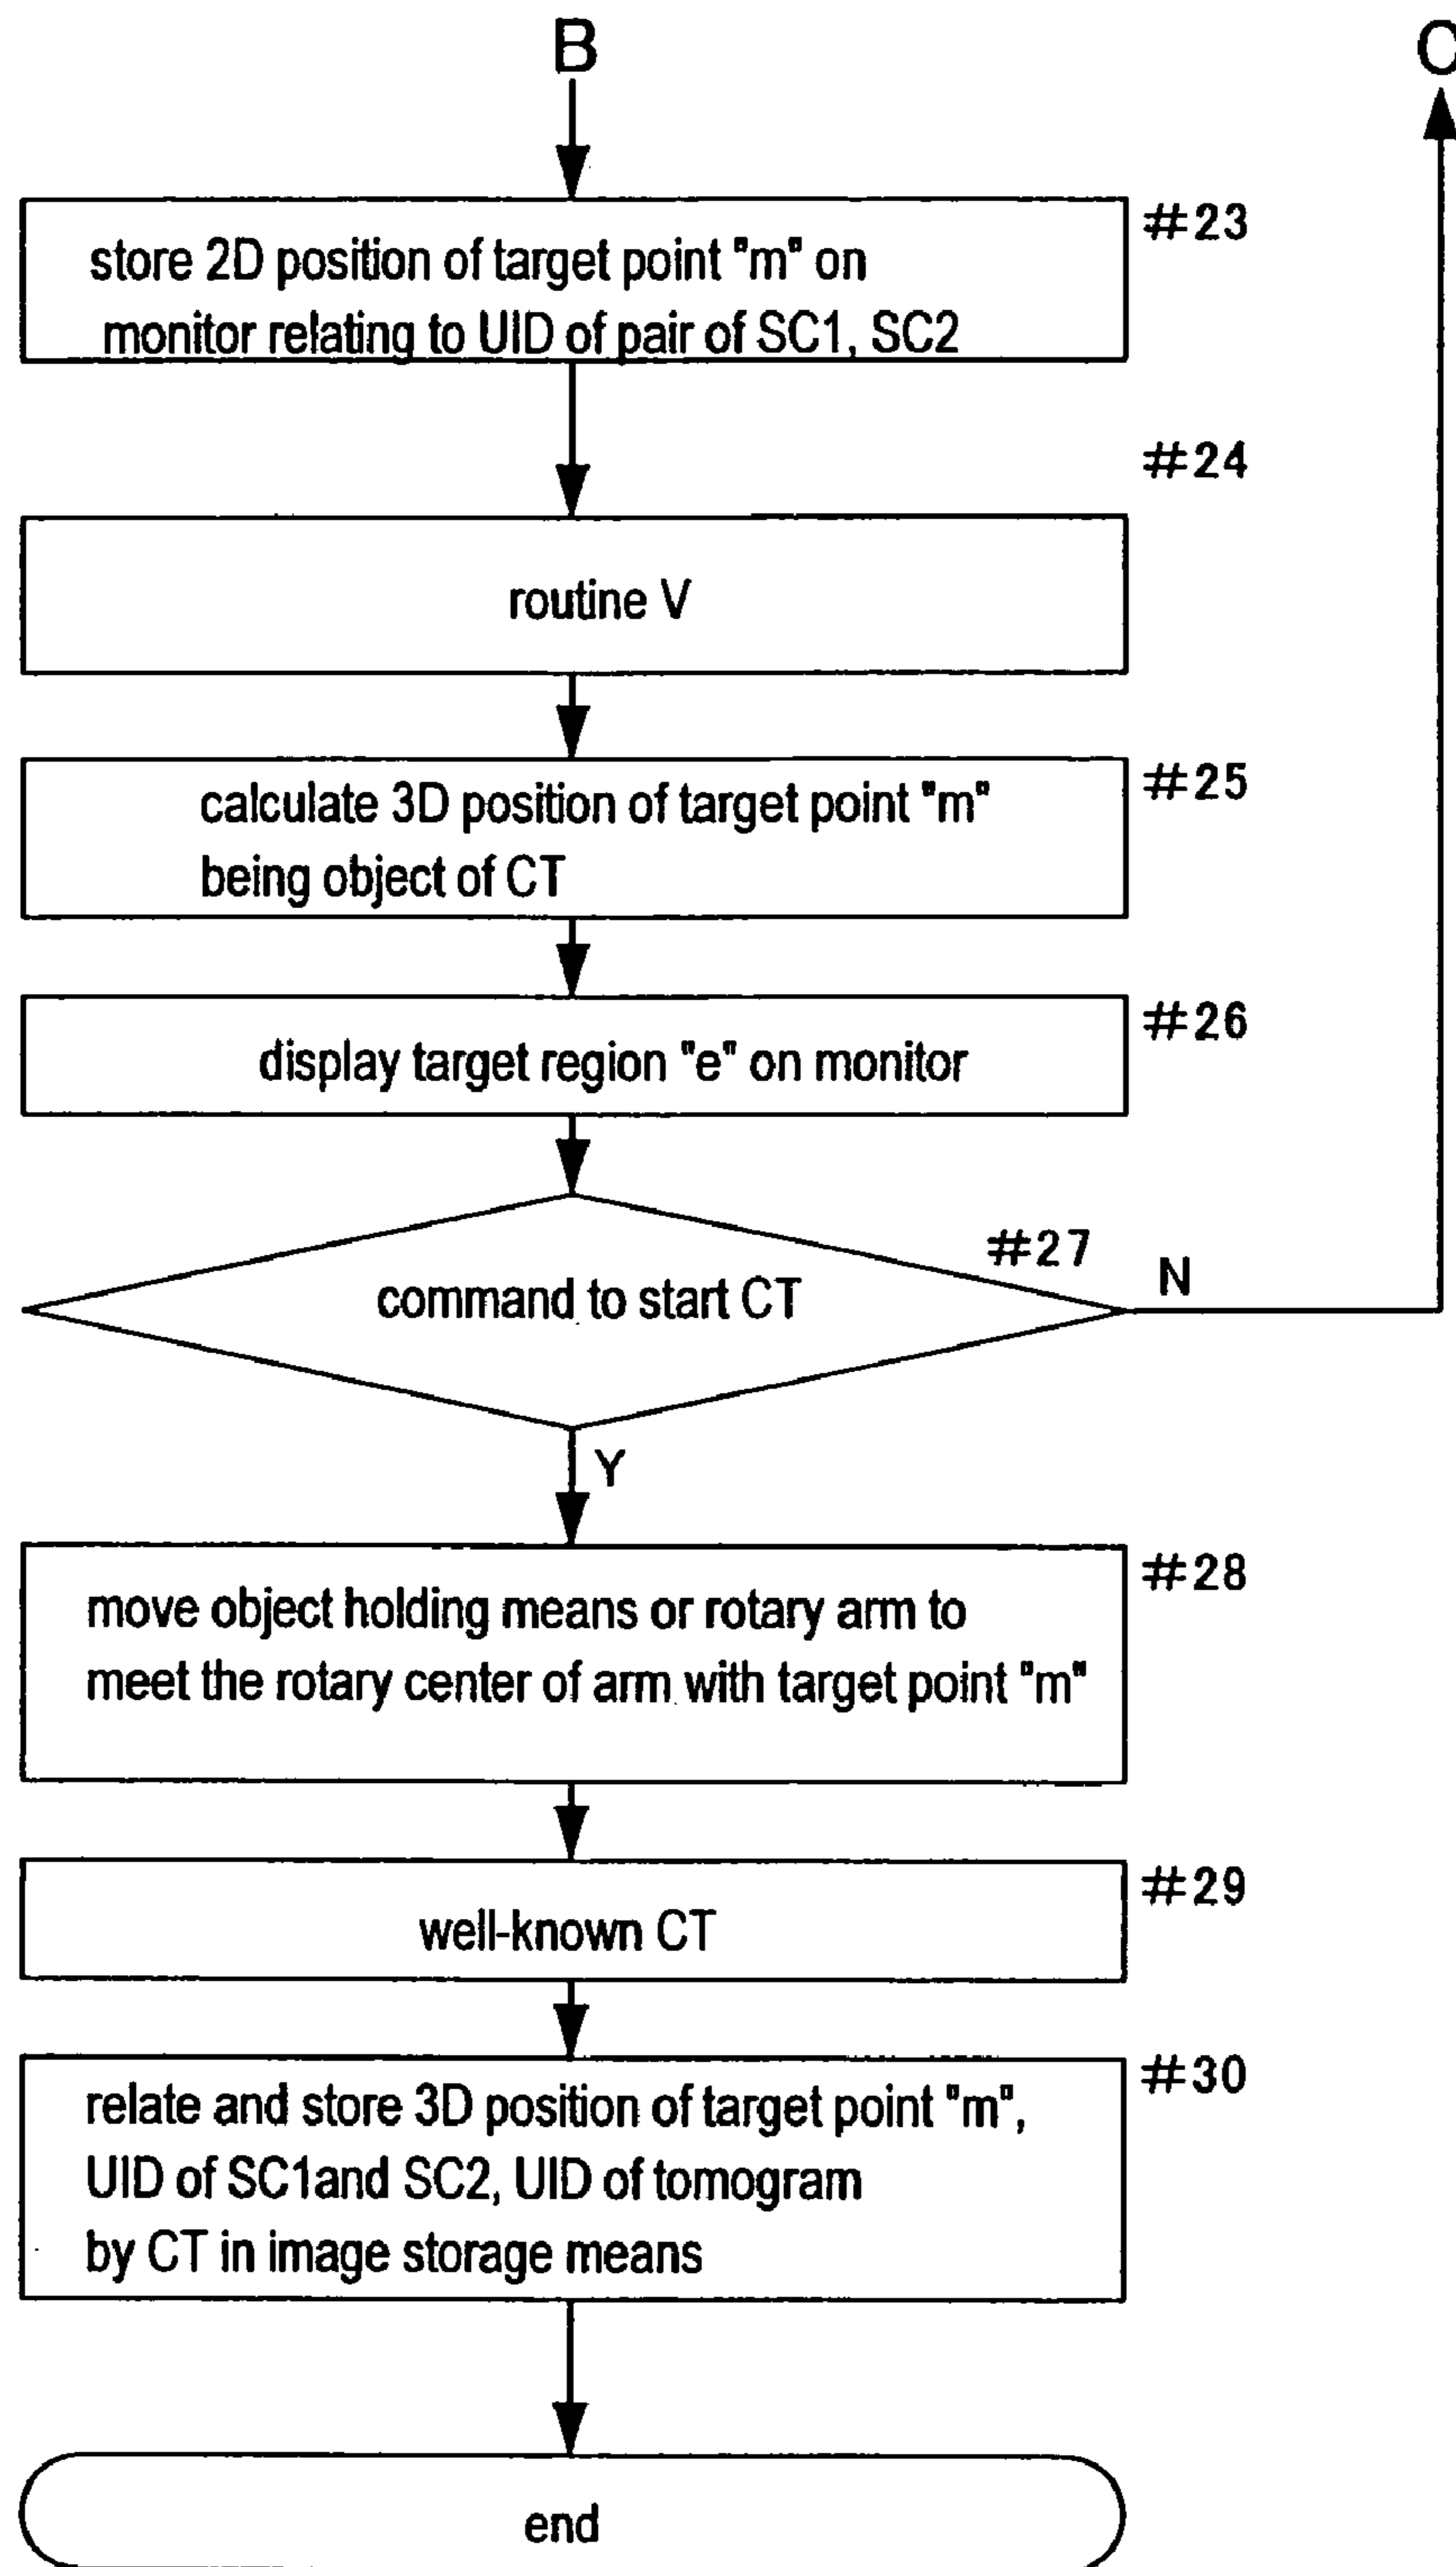 B
C
#23
store 2D position of target point "m" on
monitor relating to UID of pair of SC1, SC2
#24
routine V
#25
calculate 3D position of target point "m"
being object of CT
#26
display target region "e" on monitor
#27
command to start CT
N
Y
#28
move object holding means or rotary arm to
meet the rotary center of arm with target point "m"
#29
well-known CT
#30
relate and store 3D position of target point "m",
UID of SC1and SC2, UID of tomogram
by CT in image storage means
end